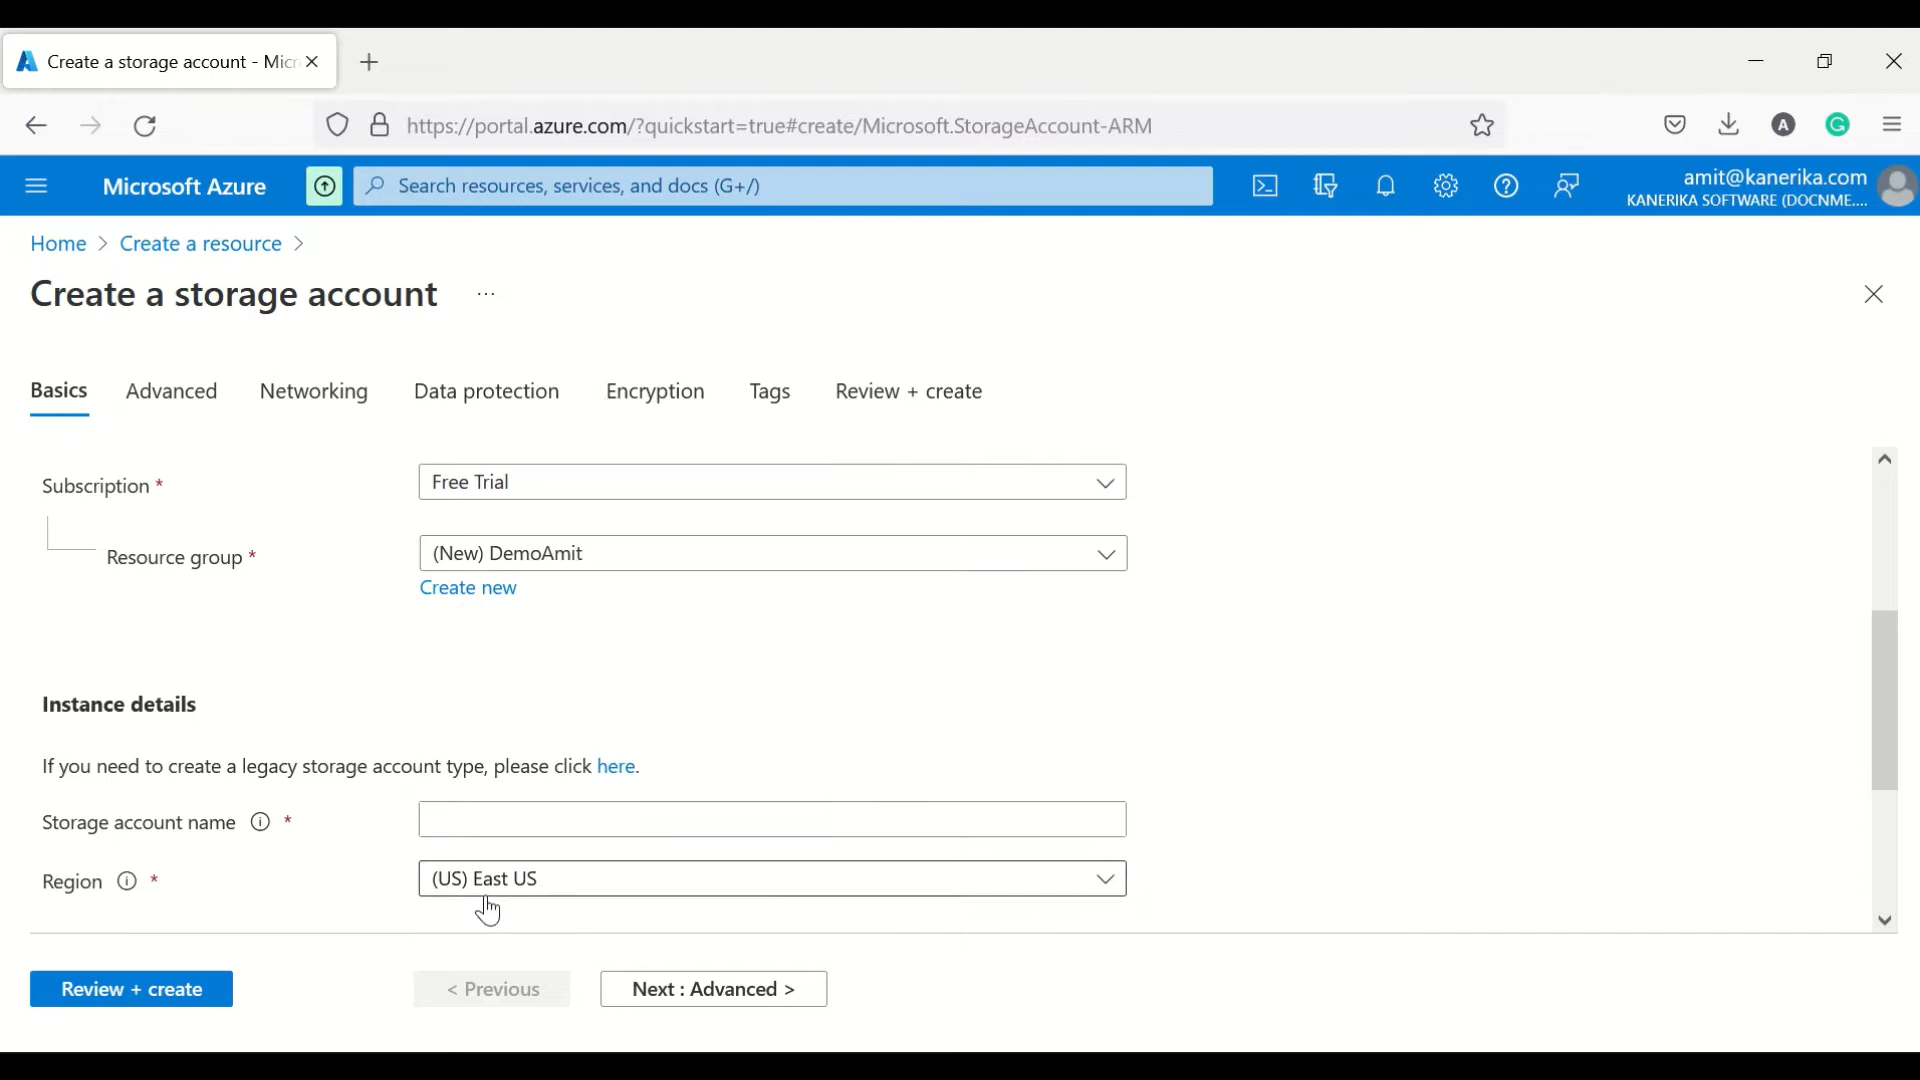 Create a storage account - Micr
https://portal.azure.com/?quickstart=true#create/Microsoft.StorageAccount-ARM
A
G
Microsoft Azure
Search resources, services, and docs (G+/)
amit@kanerika.com
KANERIKA SOFTWARE (DOCNME....
Home > Create a resource >
Create a storage account ...
Basics Advanced Networking Data protection Encryption Tags Review + create
Subscription * Free Trial
Resource group * (New) DemoAmit
Create new
Instance details
If you need to create a legacy storage account type, please click here.
Storage account name *
Region * (US) East US
Review + create < Previous Next : Advanced >